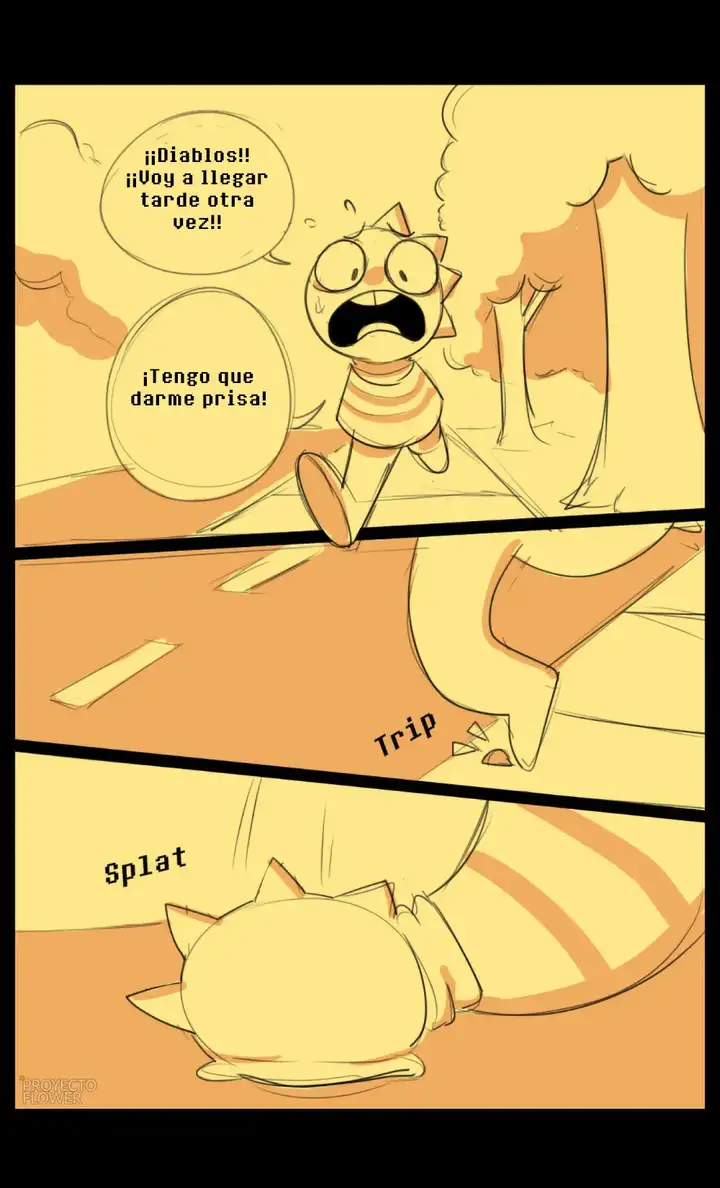 ¡¡Diablos!!
¡¡Voy a llegar
tarde otra
vez!!
¡Tengo que
darme prisa!
Trip
Splat
PROYECTO
FLOWER